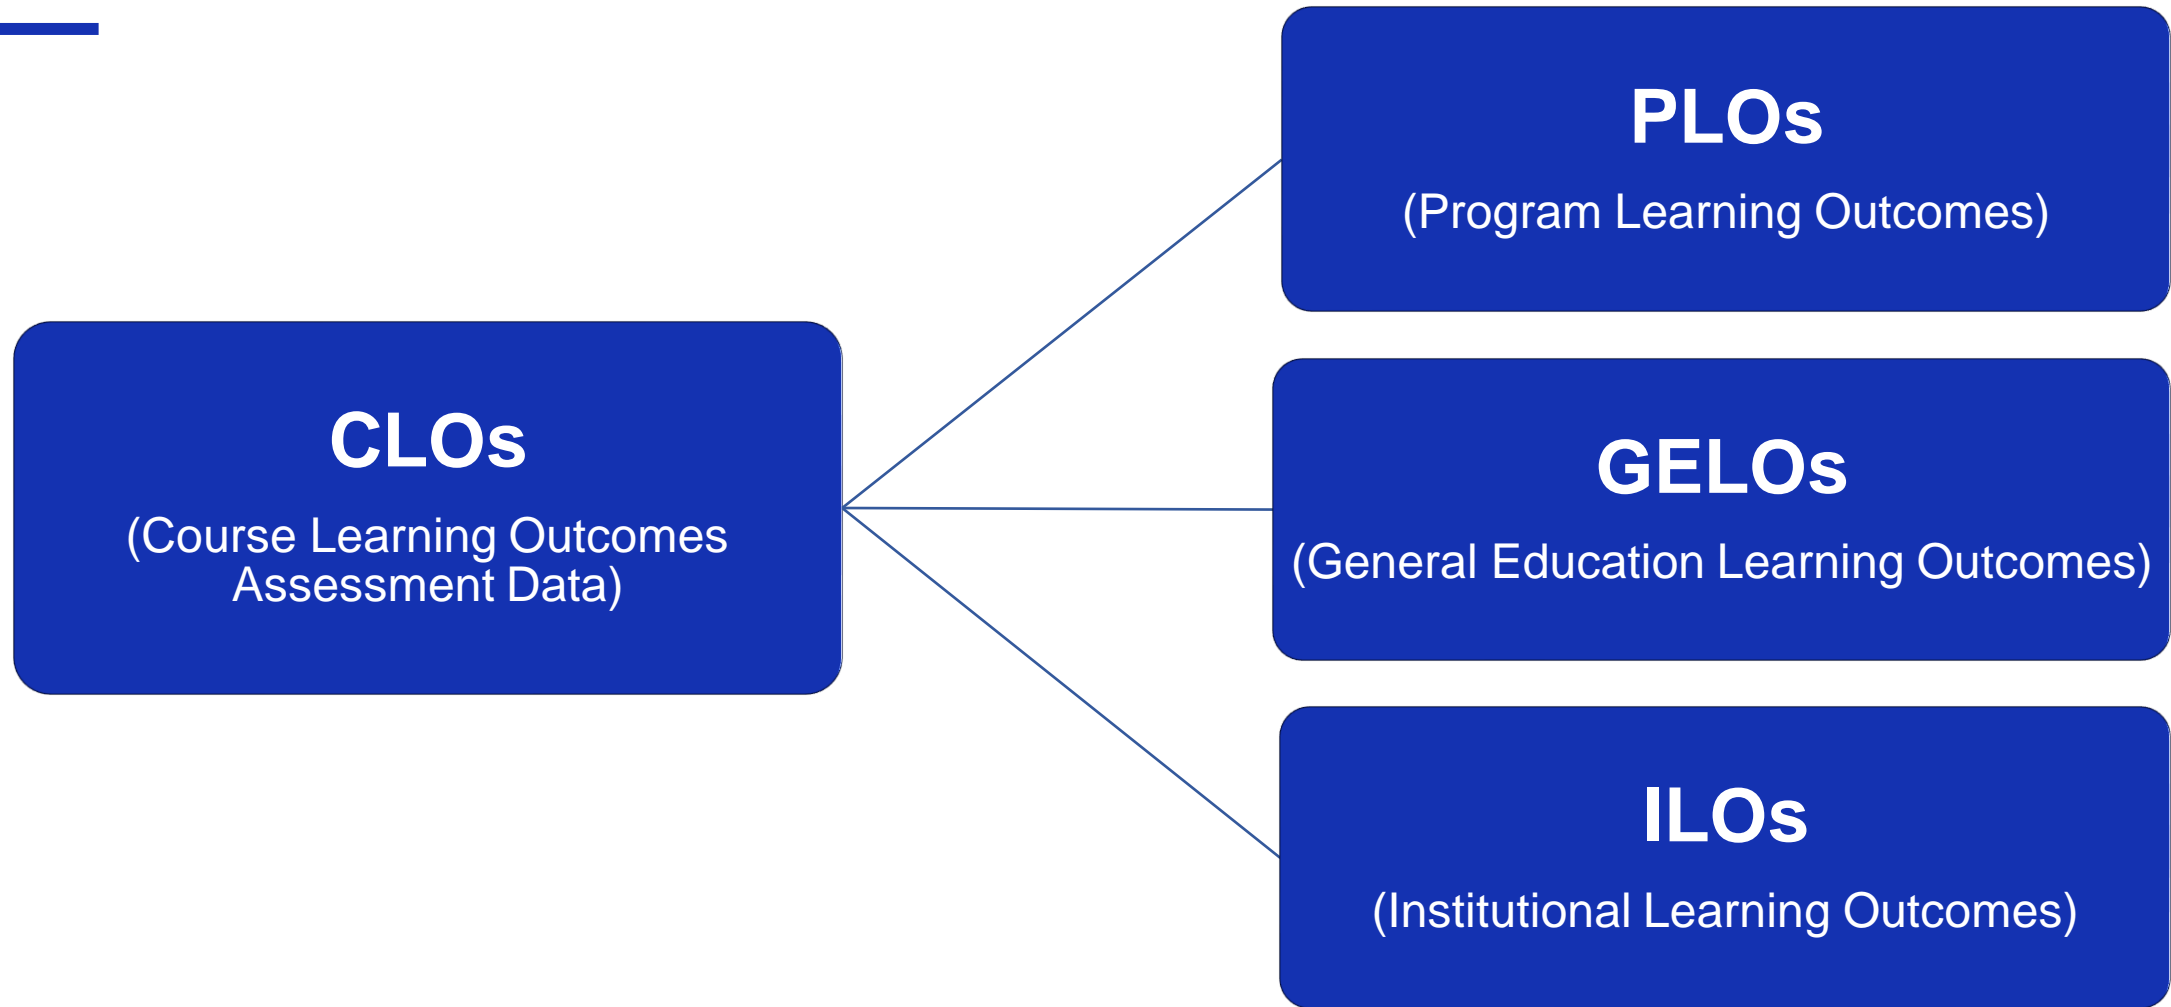 CLOs
(Course Learning Outcomes
Assessment Data)
PLOs
(Program Learning Outcomes)
GELOs
(General Education Learning Outcomes)
ILOs
(Institutional Learning Outcomes)